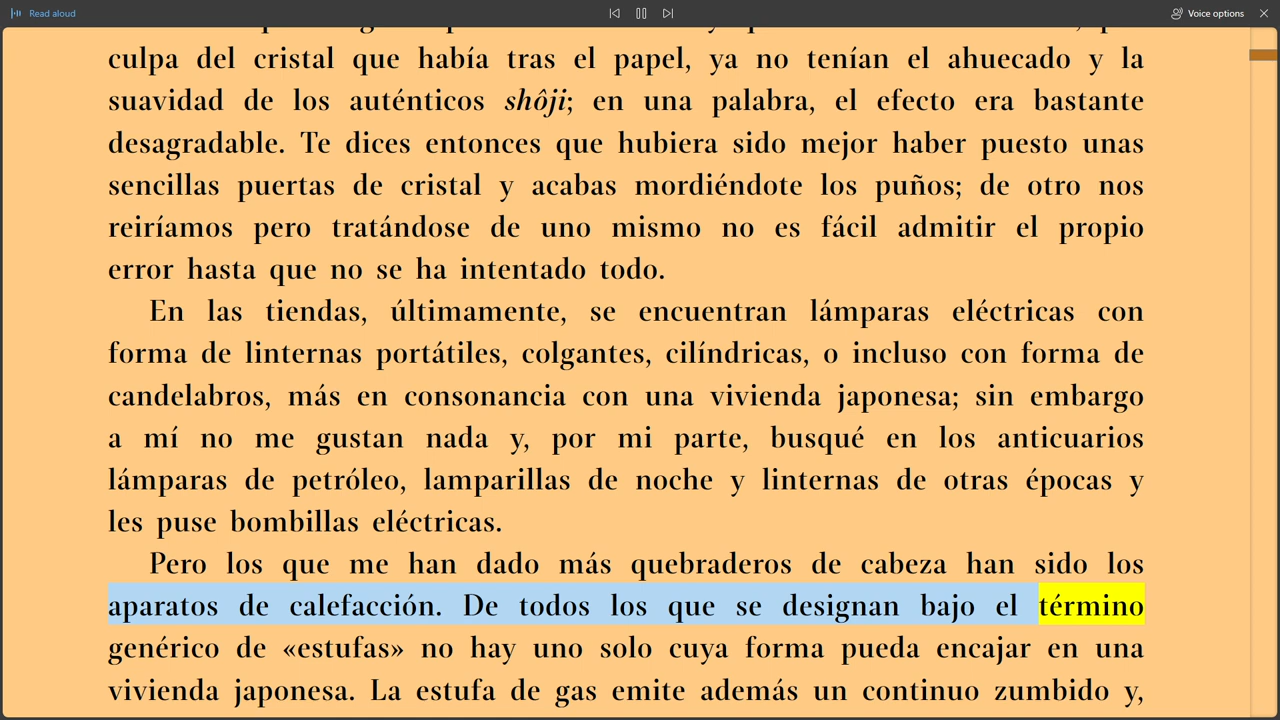 Read aloud
Voice options
culpa del cristal que había tras el papel, ya no tenían el ahuecado y la
suavidad de los auténticos shôji; en una palabra, el efecto era bastante
desagradable. Te dices entonces que hubiera sido mejor haber puesto unas
sencillas puertas de cristal y acabas mordiéndote los puños; de otro nos
reiríamos pero tratándose de uno mismo no es fácil admitir el propio
error hasta que no se ha intentado todo.
En las tiendas, últimamente, se encuentran lámparas eléctricas con
forma de linternas portátiles, colgantes, cilíndricas, o incluso con forma de
candelabros, más en consonancia con una vivienda japonesa; sin embargo
a mí no me gustan nada y, por mi parte, busqué en los anticuarios
lámparas de petróleo, lamparillas de noche y linternas de otras épocas y
les puse bombillas eléctricas.
Pero los que me han dado más quebraderos de cabeza han sido los
aparatos de calefacción. De todos los que se designan bajo el término
genérico de «estufas» no hay uno solo cuya forma pueda encajar en una
vivienda japonesa. La estufa de gas emite además un continuo zumbido y,